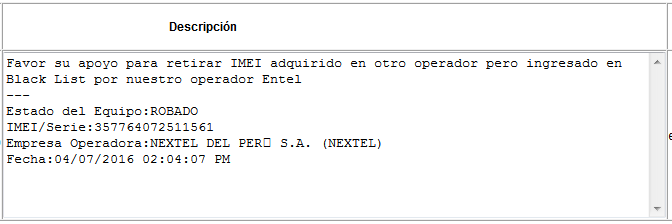 Descripción
Favor su apoyo para retirar IMEI adquirido en otro operador pero ingresado en
Black List por nuestro operador Entel
---
Estado del Equipo:ROBADO
IMEI/Serie:357764072511561
Empresa Operadora:NEXTEL DEL PER□ S.A. (NEXTEL)
Fecha:04/07/2016 02:04:07 PM